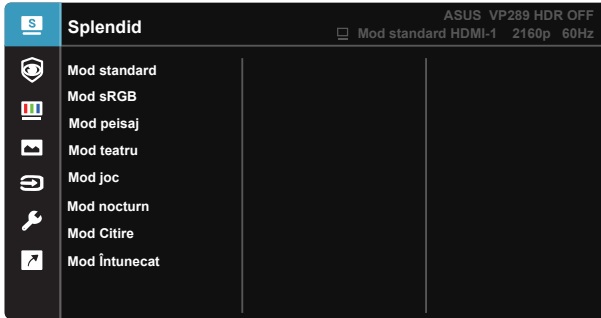 S
Splendid
ASUS VP289 HDR OFF
Mod standard HDMI-1 2160p 60Hz
Mod standard
Mod sRGB
Mod peisaj
Mod teatru
Mod joc
Mod nocturn
Mod Citire
Mod Întunecat